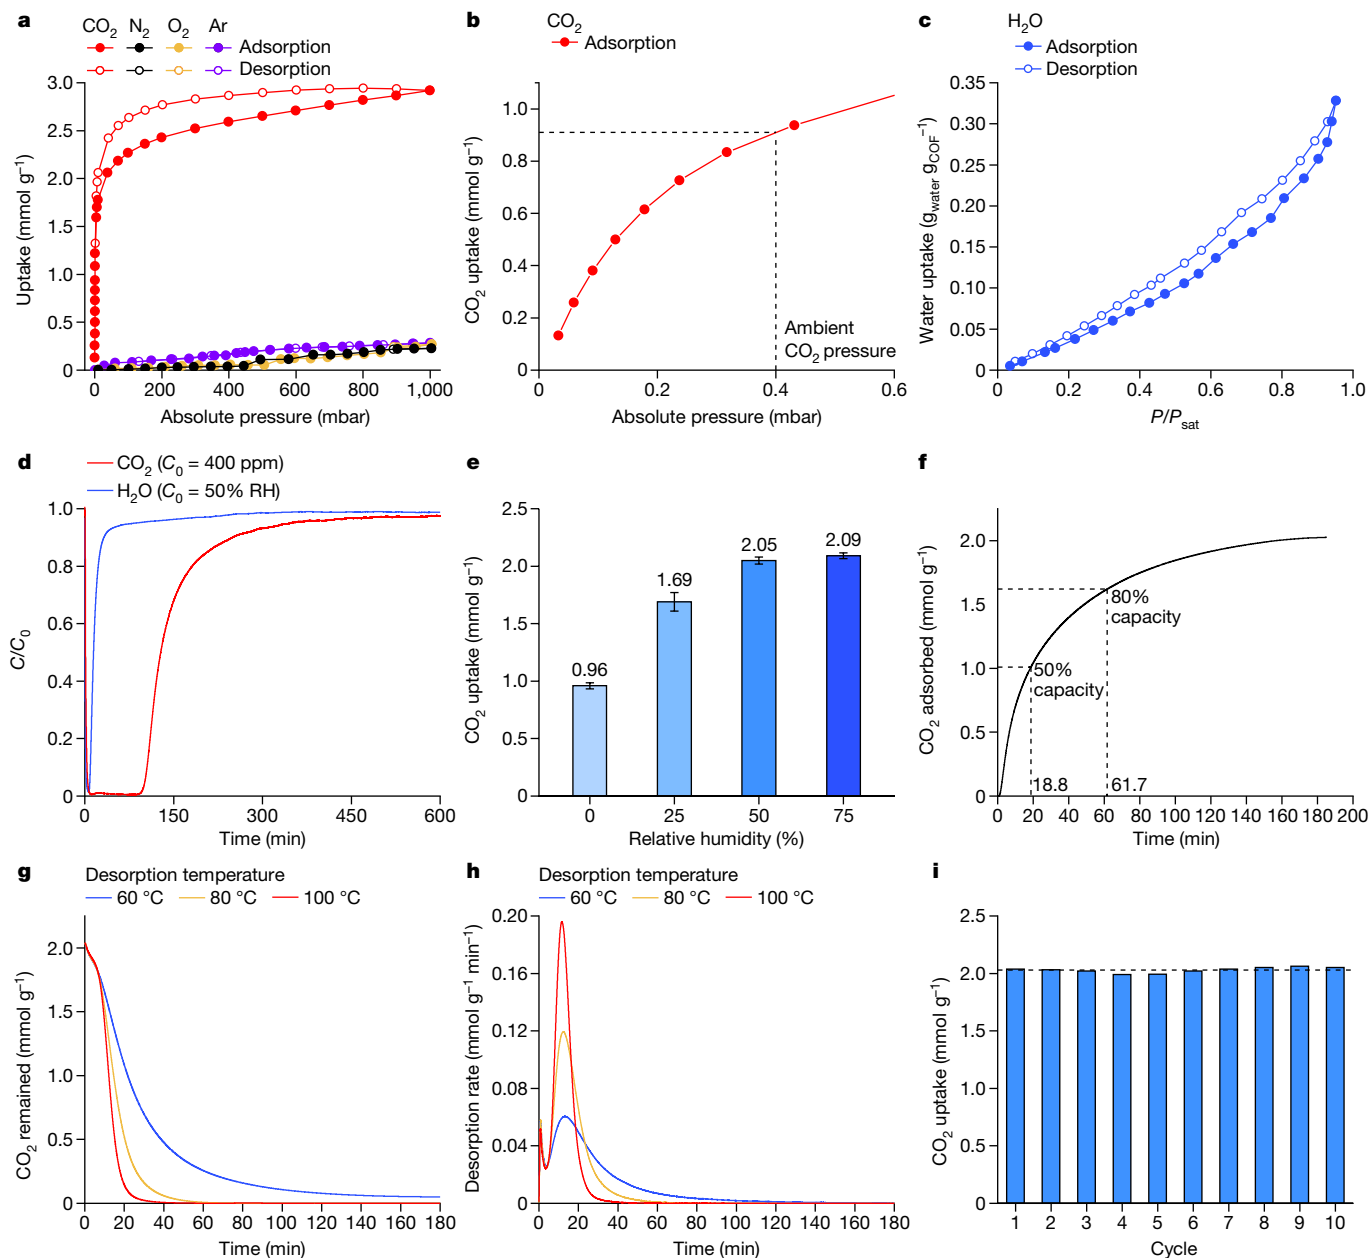 a
CO2 N2 O2 Ar
Adsorption
Desorption
3.0
2.5
2.0
1.5
1.0
0.5
0
Uptake (mmol g–1)
0 200 400 600 800 1,000
Absolute pressure (mbar)
b
CO2
Adsorption
1.0
0.8
0.6
0.4
0.2
0
CO2 uptake (mmol g–1)
Ambient
CO2 pressure
0 0.2 0.4 0.6
Absolute pressure (mbar)
c
H2O
Adsorption
Desorption
0.35
0.30
0.25
0.20
0.15
0.10
0.05
0
Water uptake (gwater gCOF–1)
0 0.2 0.4 0.6 0.8 1.0
P/Psat
d
CO2 (C0 = 400 ppm)
H2O (C0 = 50% RH)
1.0
0.8
0.6
0.4
0.2
0
C/C0
0 150 300 450 600
Time (min)
e
2.5
2.0
1.5
1.0
0.5
0
CO2 uptake (mmol g–1)
0.96
1.69
2.05
2.09
0 25 50 75
Relative humidity (%)
f
2.0
1.5
1.0
0.5
0
CO2 adsorbed (mmol g–1)
80%
capacity
50%
capacity
18.8
61.7
0 20 40 60 80 100 120 140 160 180 200
Time (min)
g
Desorption temperature
60 °C 80 °C 100 °C
2.0
1.5
1.0
0.5
0
CO2 remained (mmol g–1)
0 20 40 60 80 100 120 140 160 180
Time (min)
h
Desorption temperature
60 °C 80 °C 100 °C
0.20
0.16
0.12
0.08
0.04
0
Desorption rate (mmol g–1 min–1)
0 20 40 60 80 100 120 140 160 180
Time (min)
i
2.5
2.0
1.5
1.0
0.5
0
CO2 uptake (mmol g–1)
1 2 3 4 5 6 7 8 9 10
Cycle